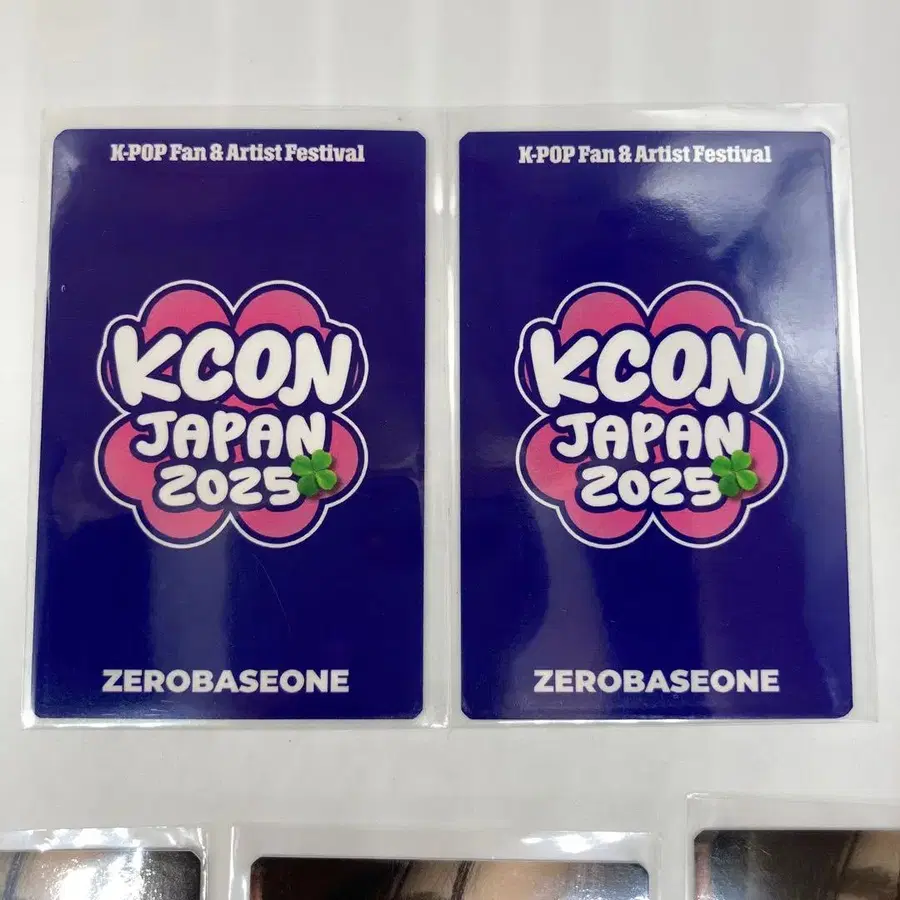 K-POP Fan & Artist Festival
KCON
JAPAN
2025
ZEROBASEONE
K-POP Fan & Artist Festival
KCON
JAPAN
2025
ZEROBASEONE